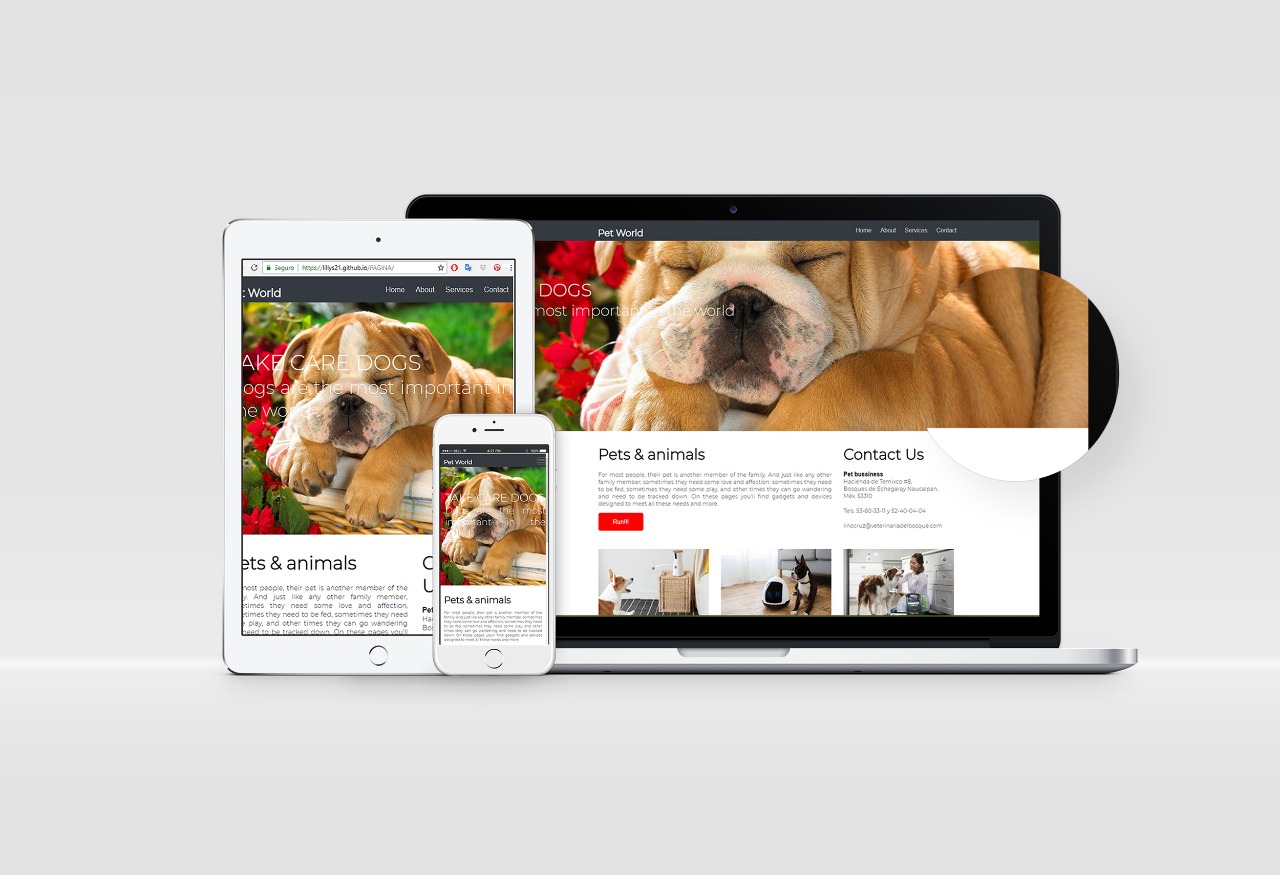 Pet World
Home About Services Contact
DOGS
most important in the world
Pets & animals
For most people, their pet is another member of the family. And just like any other
family member, sometimes they need some love and affection, sometimes they need
to be fed, sometimes they need some play, and other times they can go wandering
and need to be tracked down. On these pages you'll find gadgets and devices
designed to meet all these needs and more.
Run!!!
Contact Us
Pet bussiness
Hacienda de Temixco #8,
Bosques de Echegaray Naucalpan,
Méx. 53310
Tels. 53-60-33-11 y 52-40-04-04
linocruz@veterinariadelbosque.com
Seguro https://lillys21.github.io/PAGINA/
t World
Home About Services Contact
AKE CARE DOGS
ogs are the most important in
he world
ets & animals
most people, their pet is another member of the
y. And just like any other family member,
etimes they need some love and affection,
etimes they need to be fed, sometimes they need
e play, and other times they can go wandering
need to be tracked down. On these pages you'll
C
U
Pet
Ha
Bo
4:21 PM
100%
Pet World
TAKE CARE DOGS
Dogs are the most
important in the
Pets & animals
For most people, their pet is another member of the
family. And just like any other family member, sometimes
they need some love and affection, sometimes they need
to be fed, sometimes they need some play, and other
times they can go wandering and need to be tracked
down. On these pages you'll find gadgets and devices
designed to meet all these needs and more.